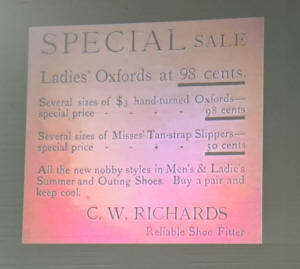 SPECIAL SALE
Ladies' Oxfords at 98 cents.
Several sizes of $3 hand-turned Oxfords—
special price - - - 98 cents
Several sizes of Misses' Tan-strap Slippers—
special price - - - 50 cents
All the new nobby styles in Men's & Ladie's
Summer and Outing Shoes. Buy a pair and
keep cool.
C. W. RICHARDS
Reliable Shoe Fitter